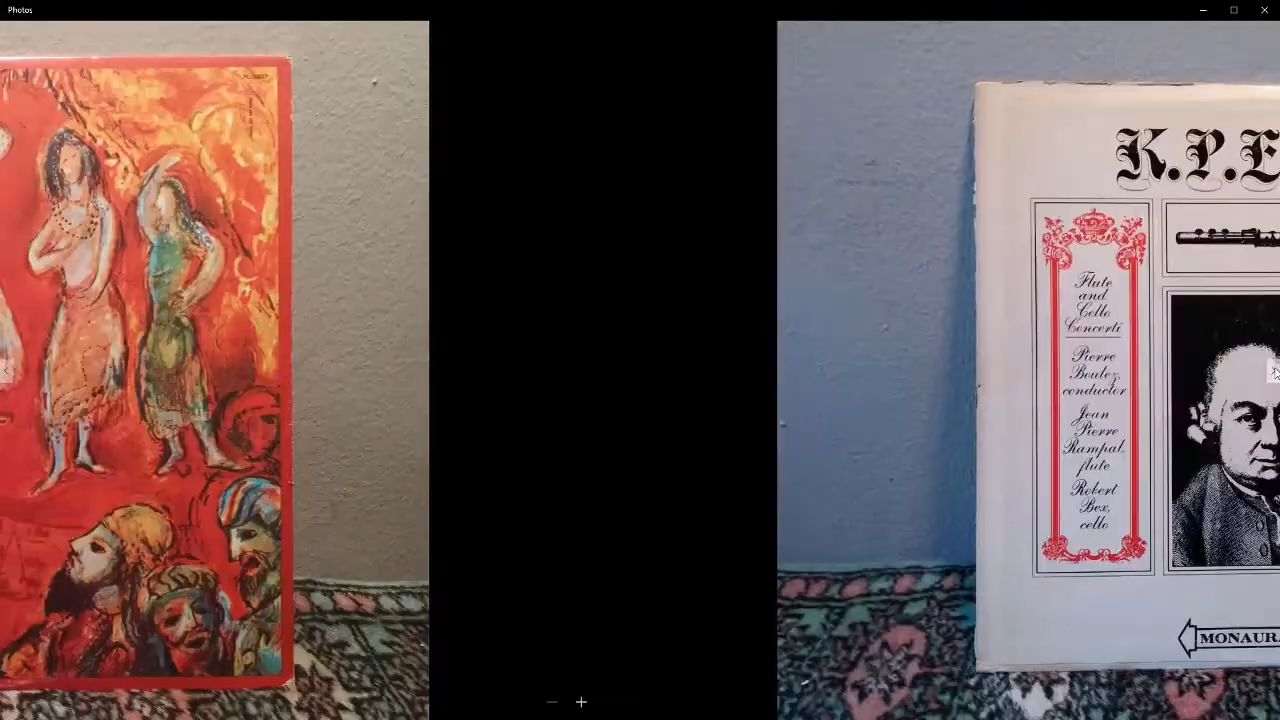 Photos
K.P.E
Flute
and
Cello
Concerti
Pierre
Boulez,
conductor
Jean
Pierre
Rampal,
flute
Robert
Bex,
cello
MONAURA